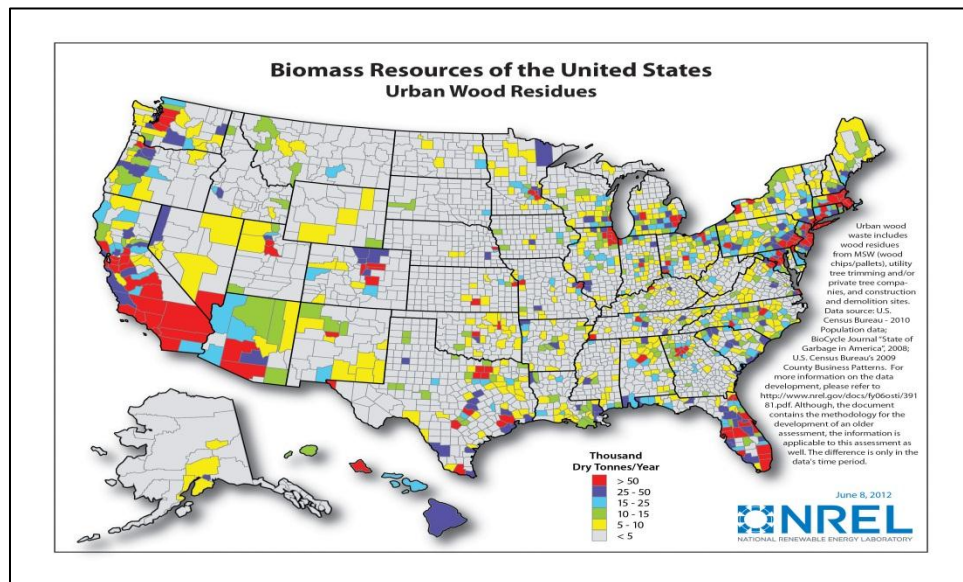 Biomass Resources of the United States
Urban Wood Residues
Urban wood
waste includes
wood residues
from MSW (wood
chips/pallets), utility
tree trimming and/or
private tree compa-
nies, and construction
and demolition sites.
Data source: U.S.
Census Bureau - 2010
Population data;
BioCycle Journal "State of
Garbage in America", 2008;
U.S. Census Bureau's 2009
County Business Patterns. For
more information on the data
development, please refer to
http://www.nrel.gov/docs/fy06osti/391
81.pdf. Although, the document
contains the methodology for the
development of an older
assessment, the information is
applicable to this assessment as
well. The difference is only in the
data's time period.
Thousand
Dry Tonnes/Year
> 50
25 - 50
15 - 25
10 - 15
5 - 10
< 5
June 8, 2012
NREL
NATIONAL RENEWABLE ENERGY LABORATORY